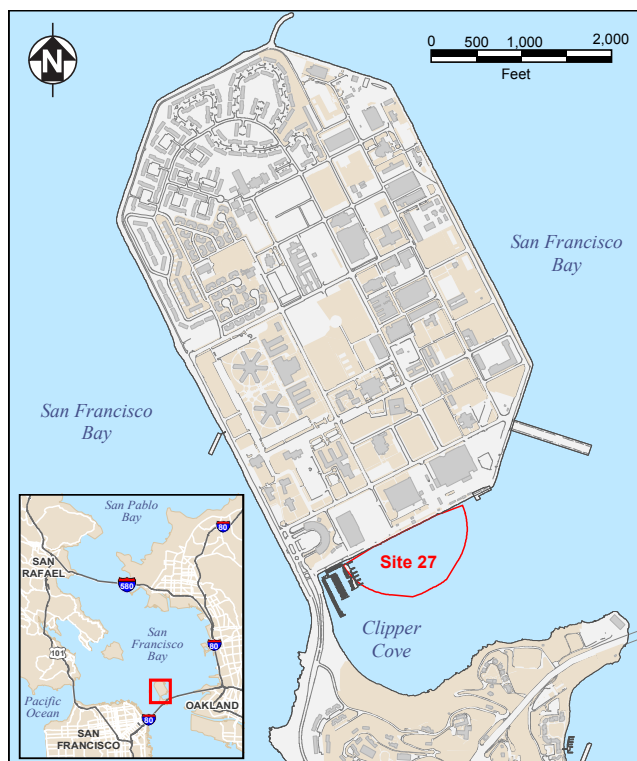 N
0 500 1,000 2,000
Feet
San Francisco
Bay
San Francisco
Bay
Site 27
Clipper
Cove
San Pablo
Bay
80
SAN
RAFAEL
580
San
Francisco
Bay
80
101
Pacific
Ocean
OAKLAND
80
SAN
FRANCISCO